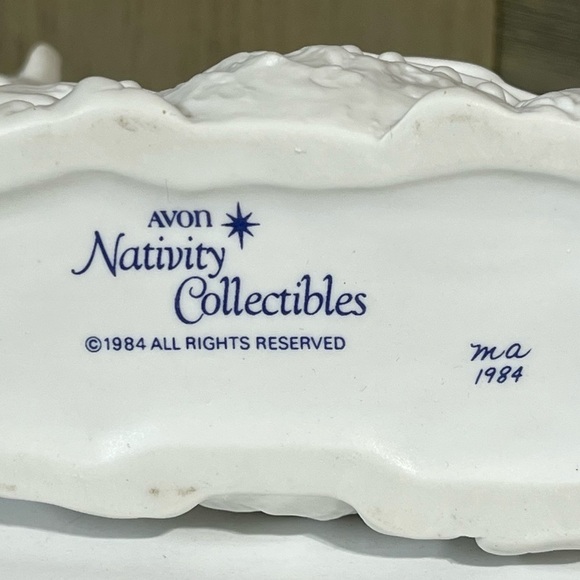 AVON
Nativity
Collectibles
©1984 ALL RIGHTS RESERVED
ma
1984